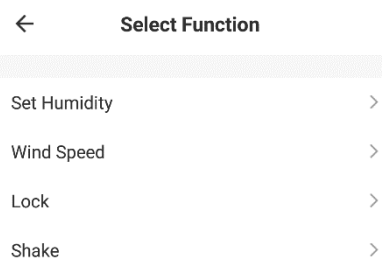 Select Function
Set Humidity
Wind Speed
Lock
Shake